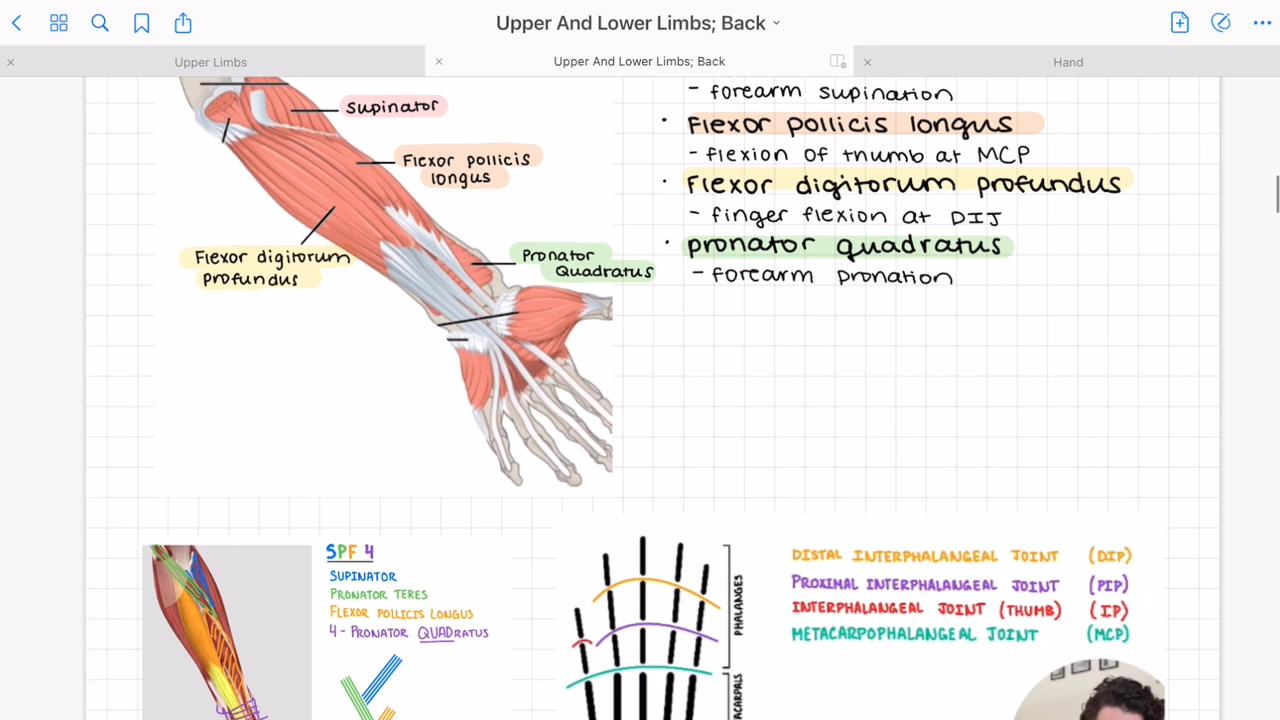 Upper And Lower Limbs; Back
Upper Limbs
Upper And Lower Limbs; Back
Hand
supinator
Flexor pollicis
longus
Flexor digitorum
profundus
Pronator
Quadratus
- forearm supination
· Flexor pollicis longus
- flexion of thumb at MCP
· Flexor digitorum profundus
- finger flexion at DIJ
· pronator quadratus
- forearm pronation
SPF 4
SUPINATOR
PRONATOR TERES
FLEXOR POLLICIS LONGUS
4 - PRONATOR QUADRATUS
PHALANGES
ACARPALS
DISTAL INTERPHALANGEAL JOINT (DIP)
PROXIMAL INTERPHALANGEAL JOINT (PIP)
INTERPHALANGEAL JOINT (THUMB) (IP)
METACARPOPHALANGEAL JOINT (MCP)